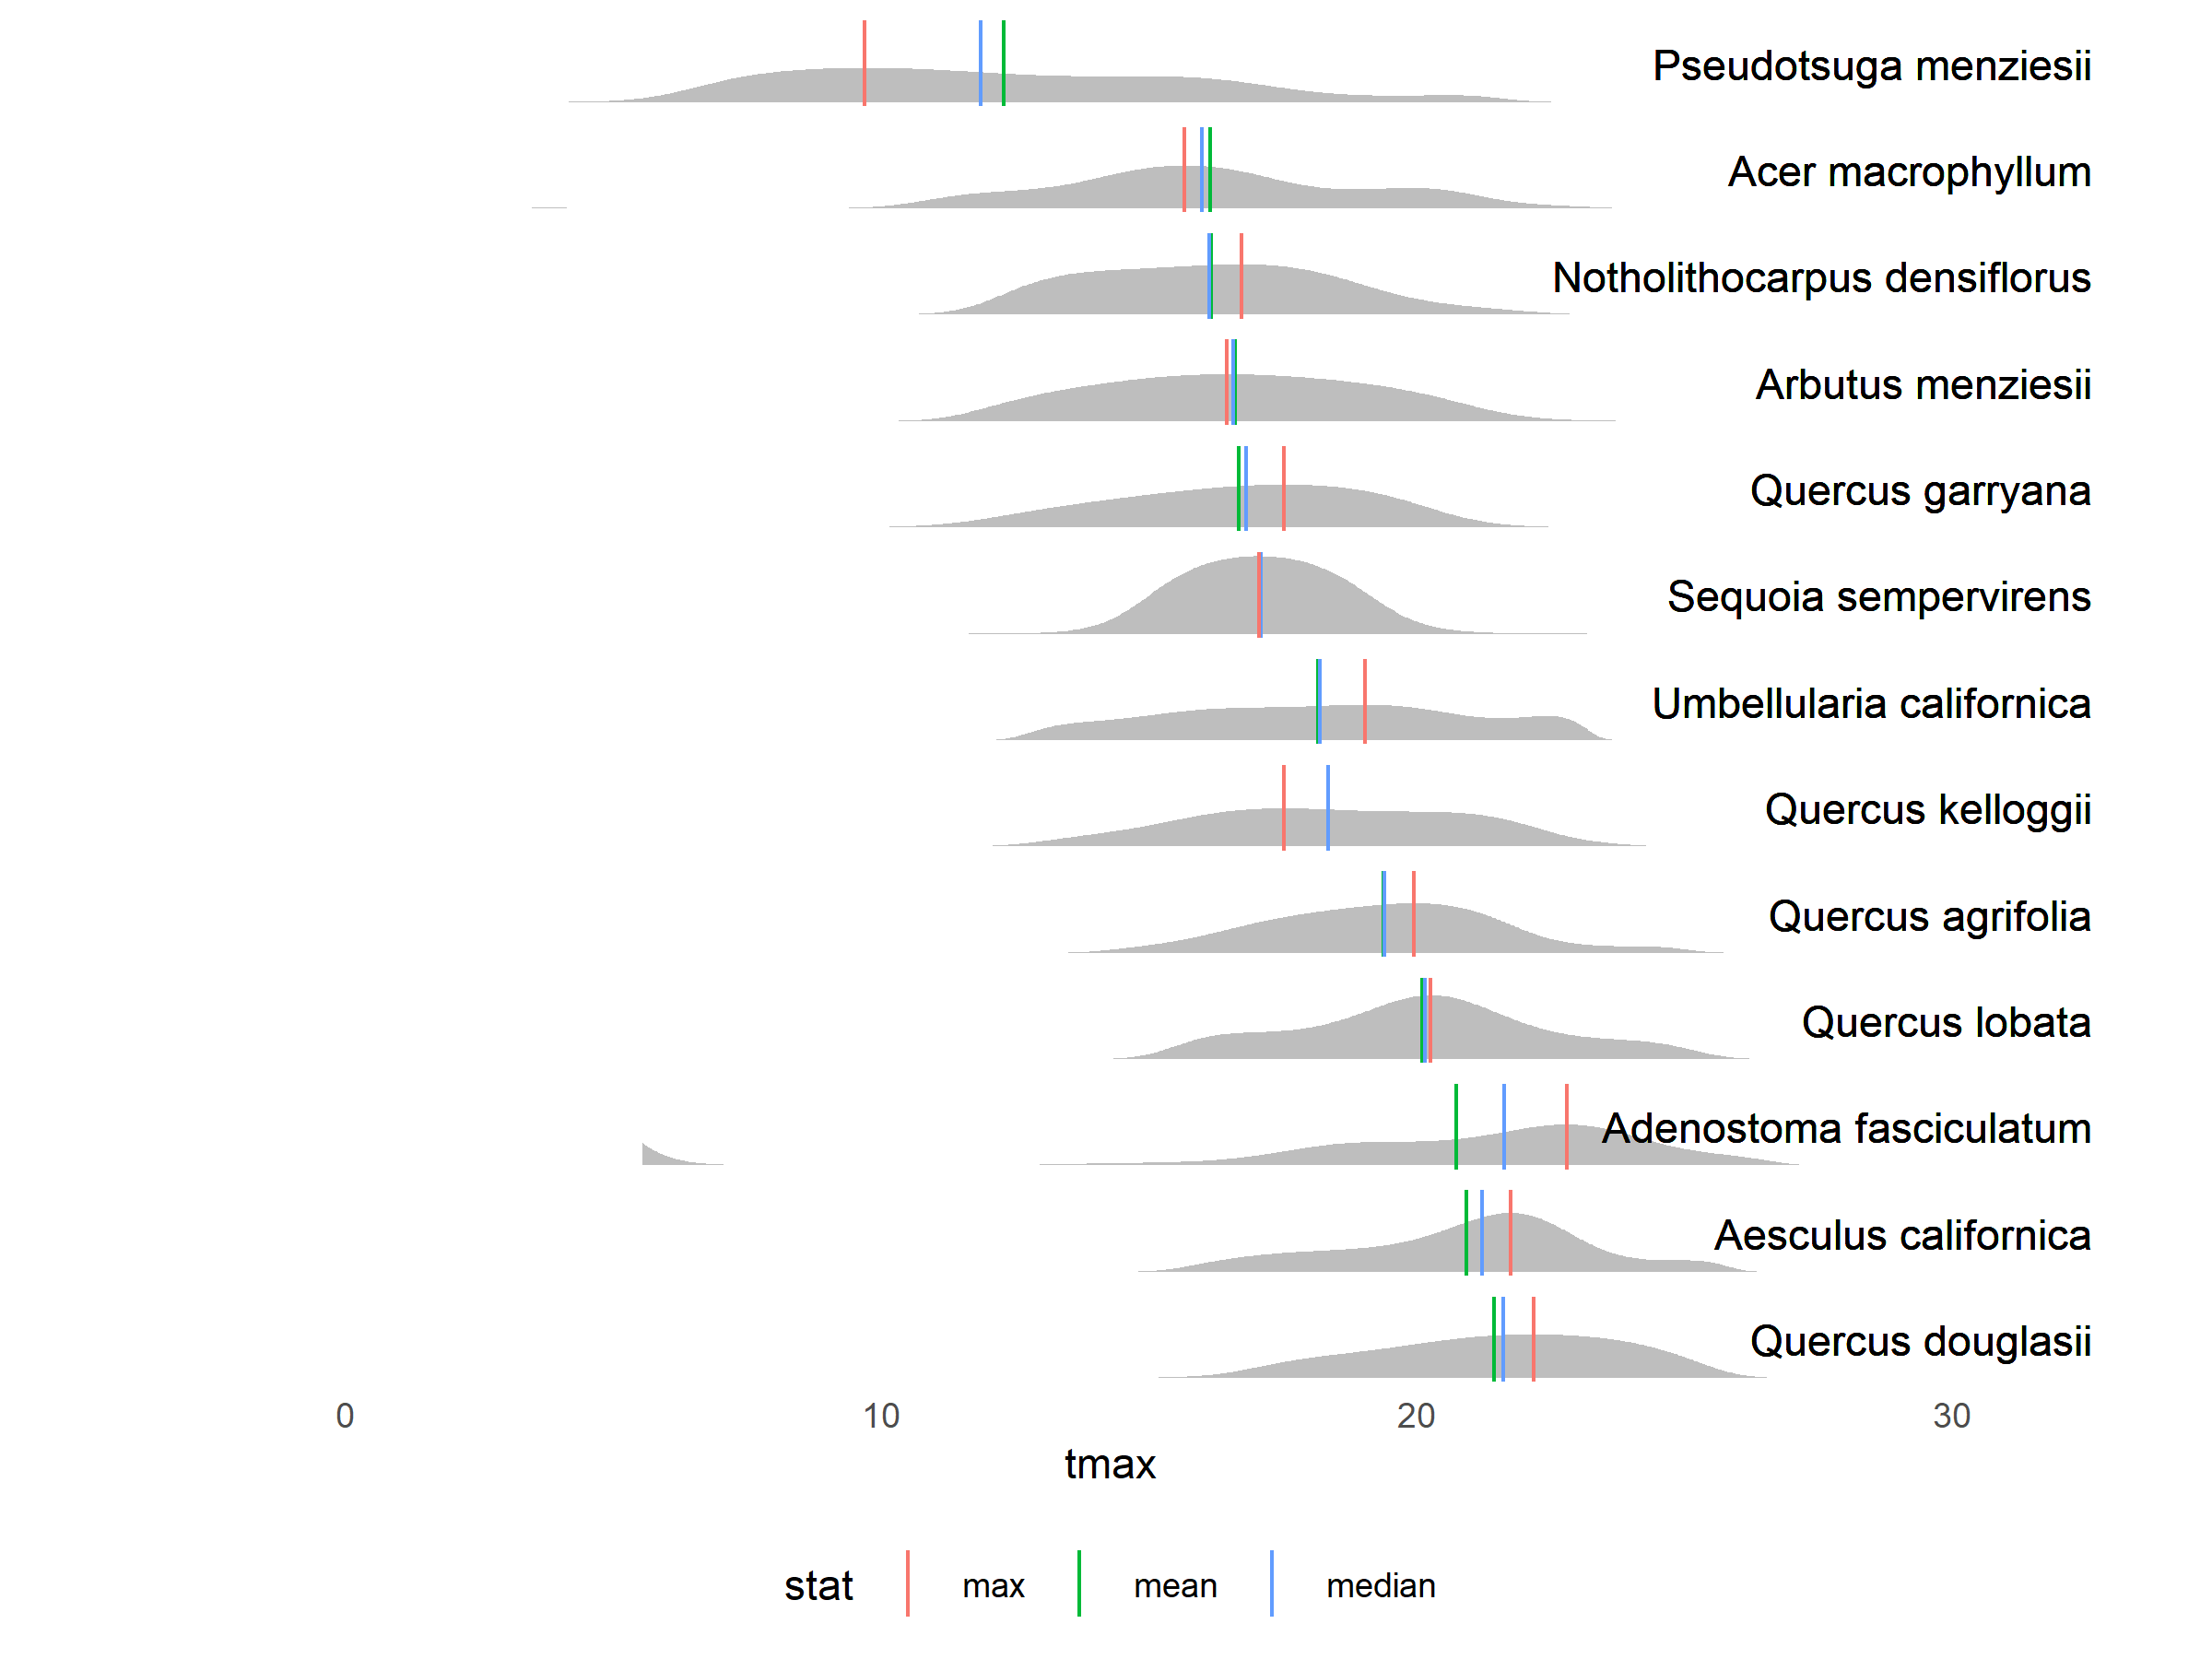 Pseudotsuga menziesii
Acer macrophyllum
Notholithocarpus densiflorus
Arbutus menziesii
Quercus garryana
Sequoia sempervirens
Umbellularia californica
Quercus kelloggii
Quercus agrifolia
Quercus lobata
Adenostoma fasciculatum
Aesculus californica
Quercus douglasii
0 10 20 30
tmax
stat max mean median